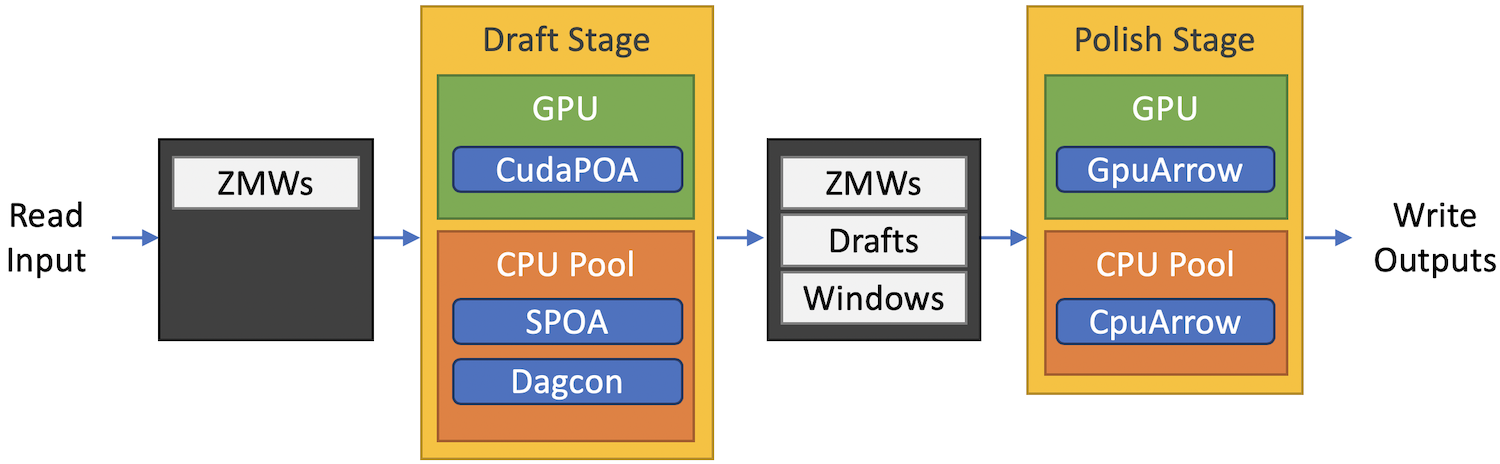 Read
Input
ZMWs
Draft Stage
GPU
CudaPOA
CPU Pool
SPOA
Dagcon
ZMWs
Drafts
Windows
Polish Stage
GPU
GpuArrow
CPU Pool
CpuArrow
Write
Outputs